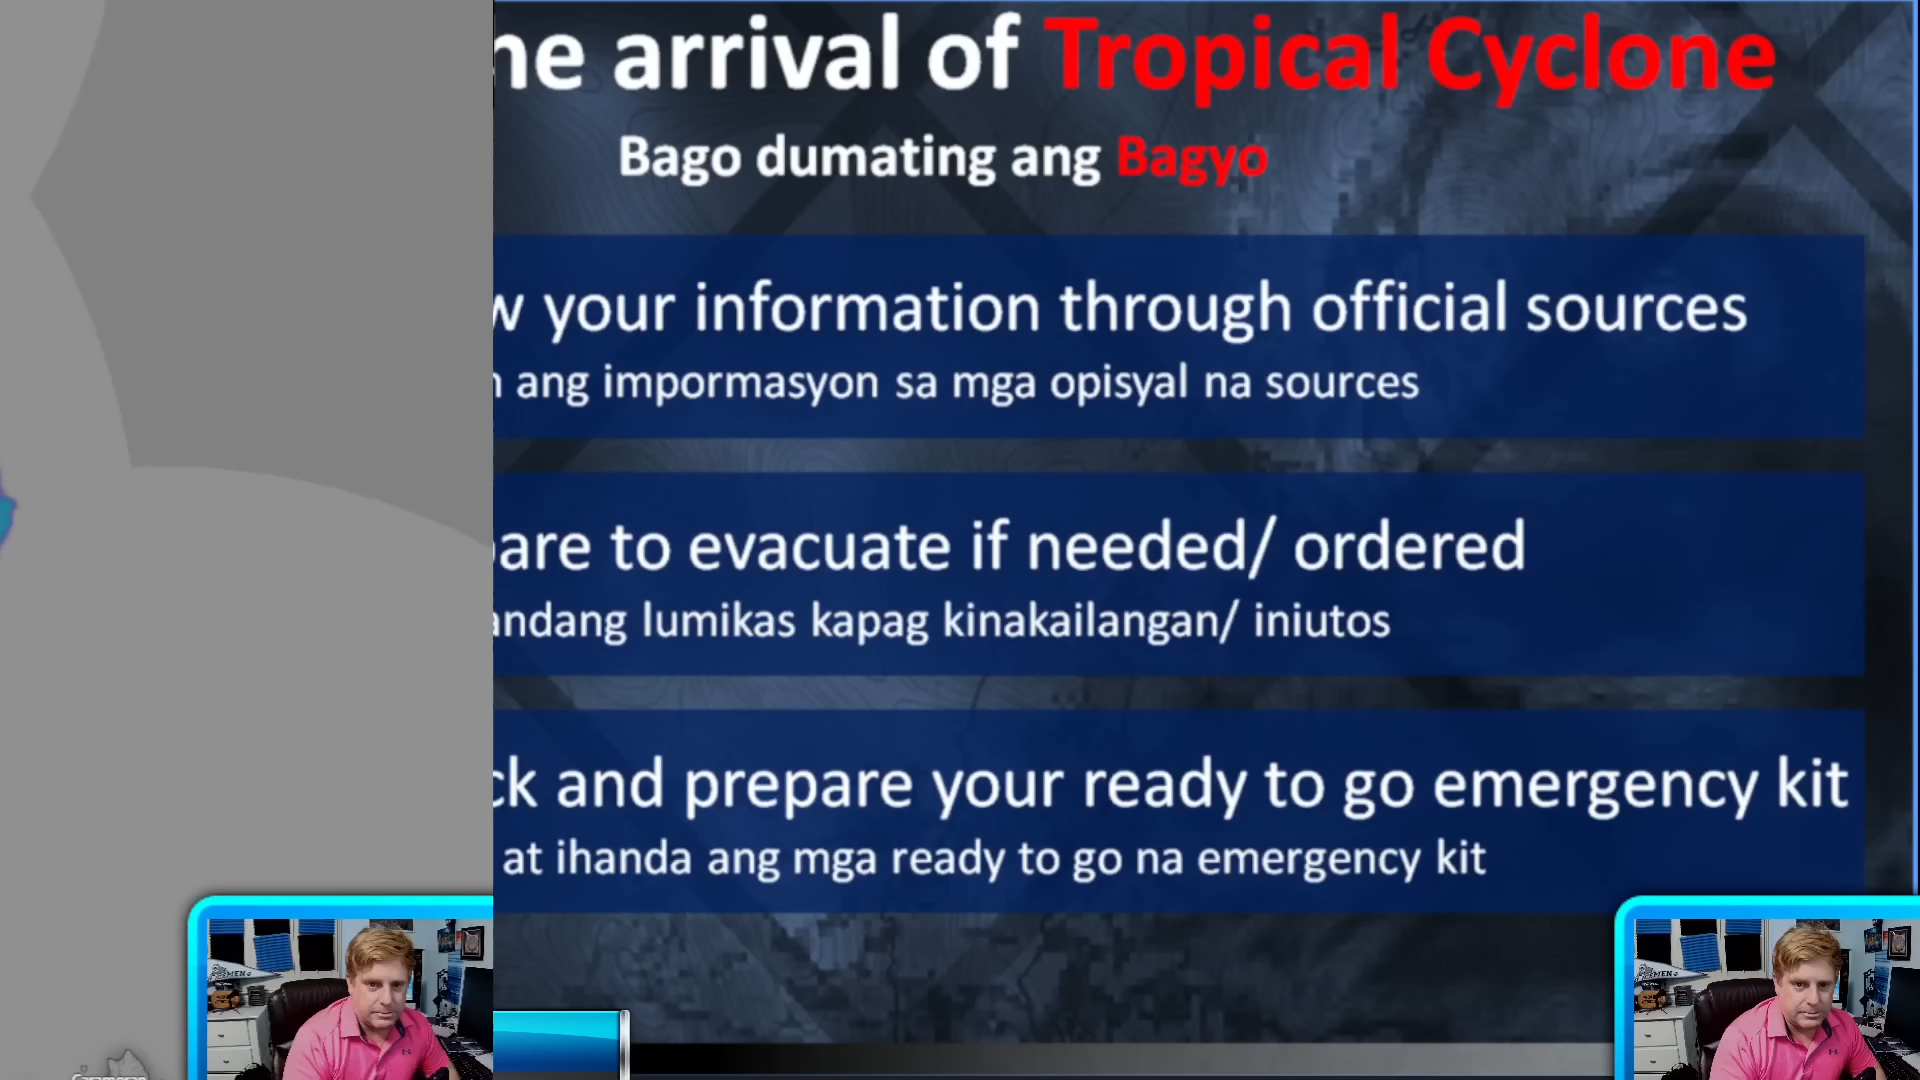 he arrival of Tropical Cyclone
Bago dumating ang Bagyo
w your information through official sources
n ang impormasyon sa mga opisyal na sources
are to evacuate if needed/ ordered
andang lumikas kapag kinakailangan/ iniutos
ck and prepare your ready to go emergency kit
at ihanda ang mga ready to go na emergency kit
Caramoran